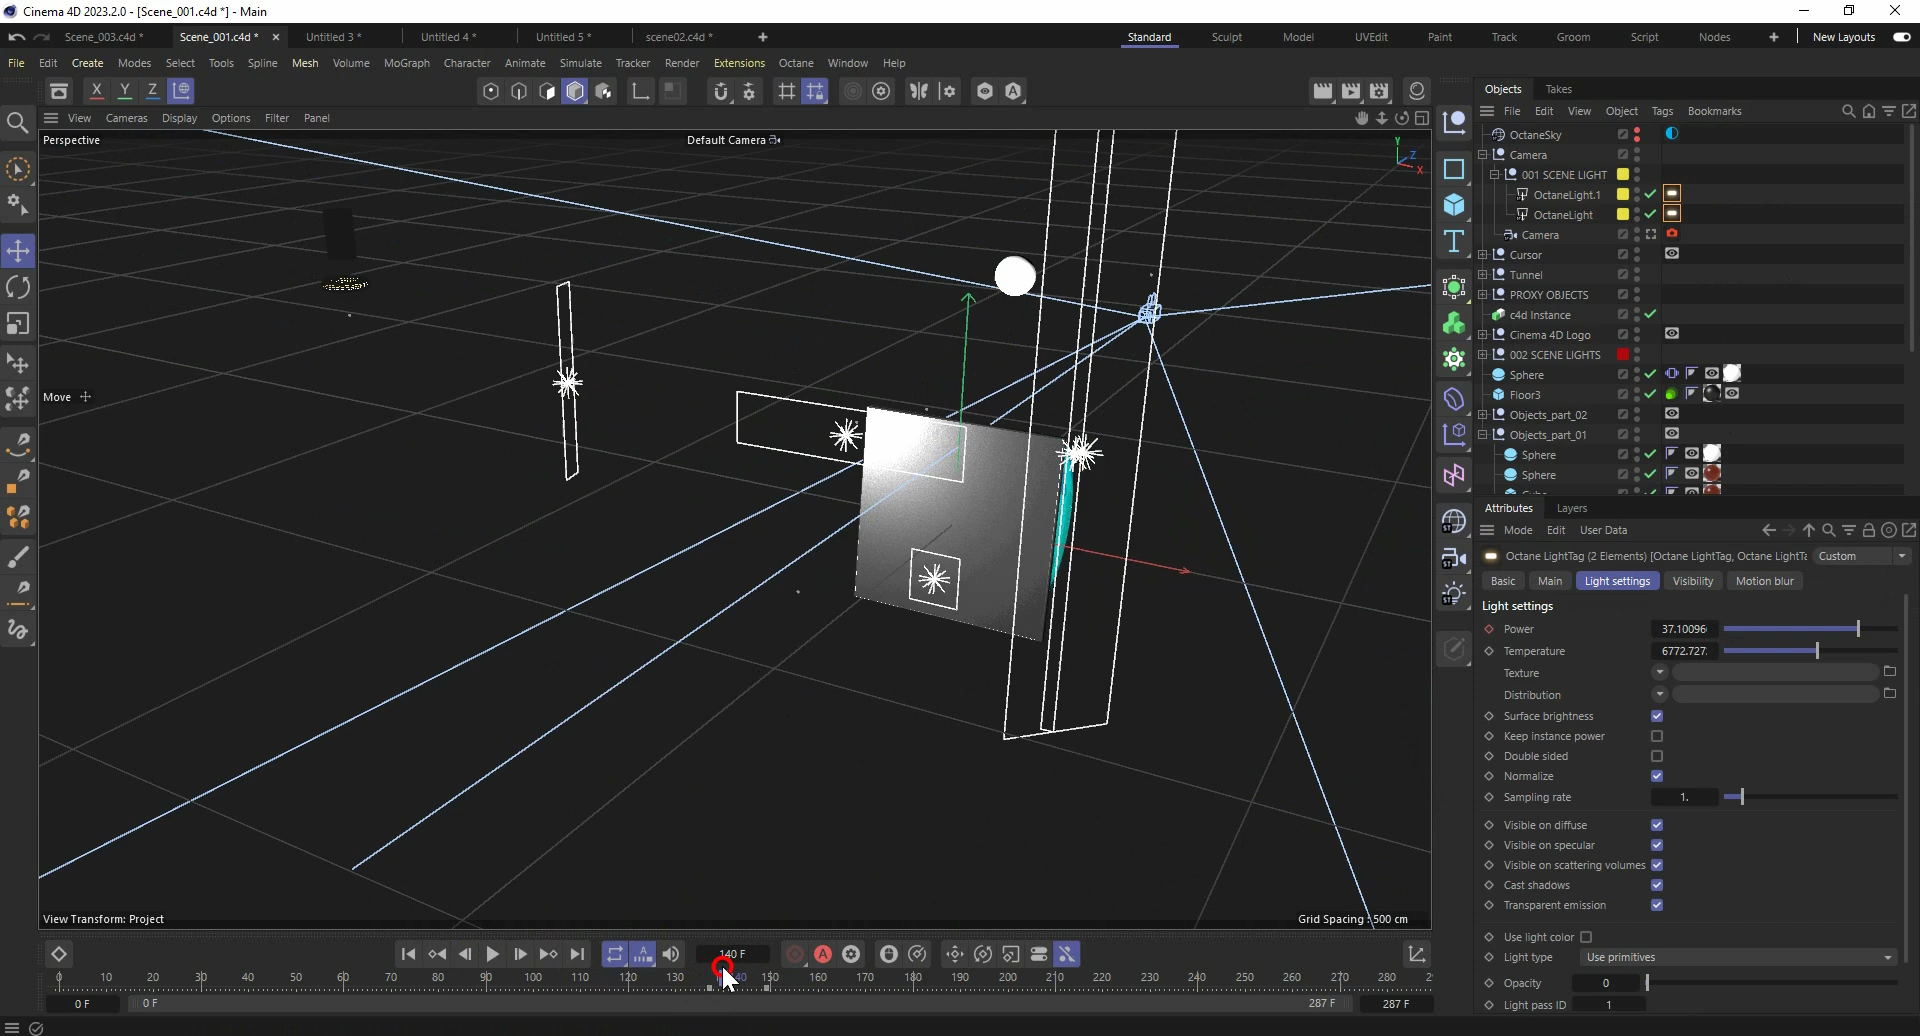 Cinema 4D 2023.2.0 - [Scene_001.c4d *] - Main
Scene_003.c4d * Scene_001.c4d * Untitled 3 * Untitled 4 * Untitled 5 * scene02.c4d * Standard Sculpt Model UVEdit Paint Track Groom Script Nodes New Layouts
File Edit Create Modes Select Tools Spline Mesh Volume MoGraph Character Animate Simulate Tracker Render Extensions Octane Window Help
X Y Z
View Cameras Display Options Filter Panel
Perspective Default Camera
Y Z X
Move
View Transform: Project Grid Spacing : 500 cm
140 F
0 10 20 30 40 50 60 70 80 90 100 110 120 130 40 150 160 170 180 190 200 210 220 230 240 250 260 270 280
0 F 0 F 287 F 287 F
Objects Takes
File Edit View Object Tags Bookmarks
OctaneSky
Camera
001 SCENE LIGHT
OctaneLight.1
OctaneLight
Camera
Cursor
Tunnel
PROXY OBJECTS
c4d Instance
Cinema 4D Logo
002 SCENE LIGHTS
Sphere
Floor3
Objects_part_02
Objects_part_01
Sphere
Sphere
Attributes Layers
Mode Edit User Data
Octane LightTag (2 Elements) [Octane LightTag, Octane LightTa Custom
Basic Main Light settings Visibility Motion blur
Light settings
Power 37.10096
Temperature 6772.727
Texture
Distribution
Surface brightness
Keep instance power
Double sided
Normalize
Sampling rate 1.
Visible on diffuse
Visible on specular
Visible on scattering volumes
Cast shadows
Transparent emission
Use light color
Light type Use primitives
Opacity 0
Light pass ID 1